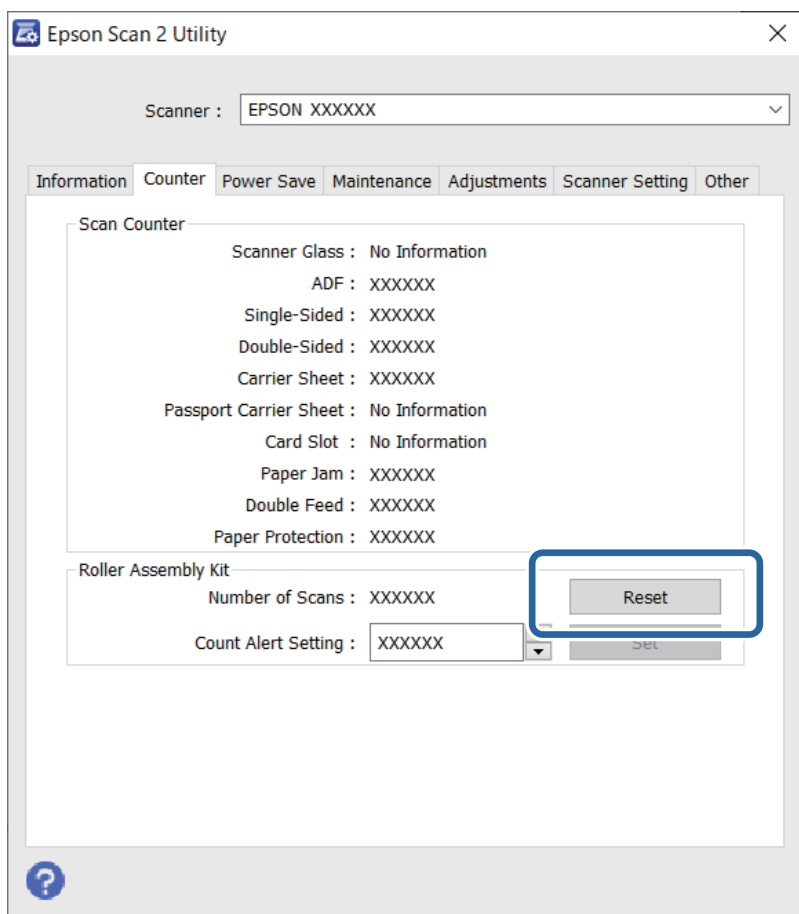 Epson Scan 2 Utility
Scanner : EPSON XXXXXX
Information Counter Power Save Maintenance Adjustments Scanner Setting Other
Scan Counter
Scanner Glass : No Information
ADF : XXXXXX
Single-Sided : XXXXXX
Double-Sided : XXXXXX
Carrier Sheet : XXXXXX
Passport Carrier Sheet : No Information
Card Slot : No Information
Paper Jam : XXXXXX
Double Feed : XXXXXX
Paper Protection : XXXXXX
Roller Assembly Kit
Number of Scans : XXXXXX Reset
Count Alert Setting : XXXXXX Set
?